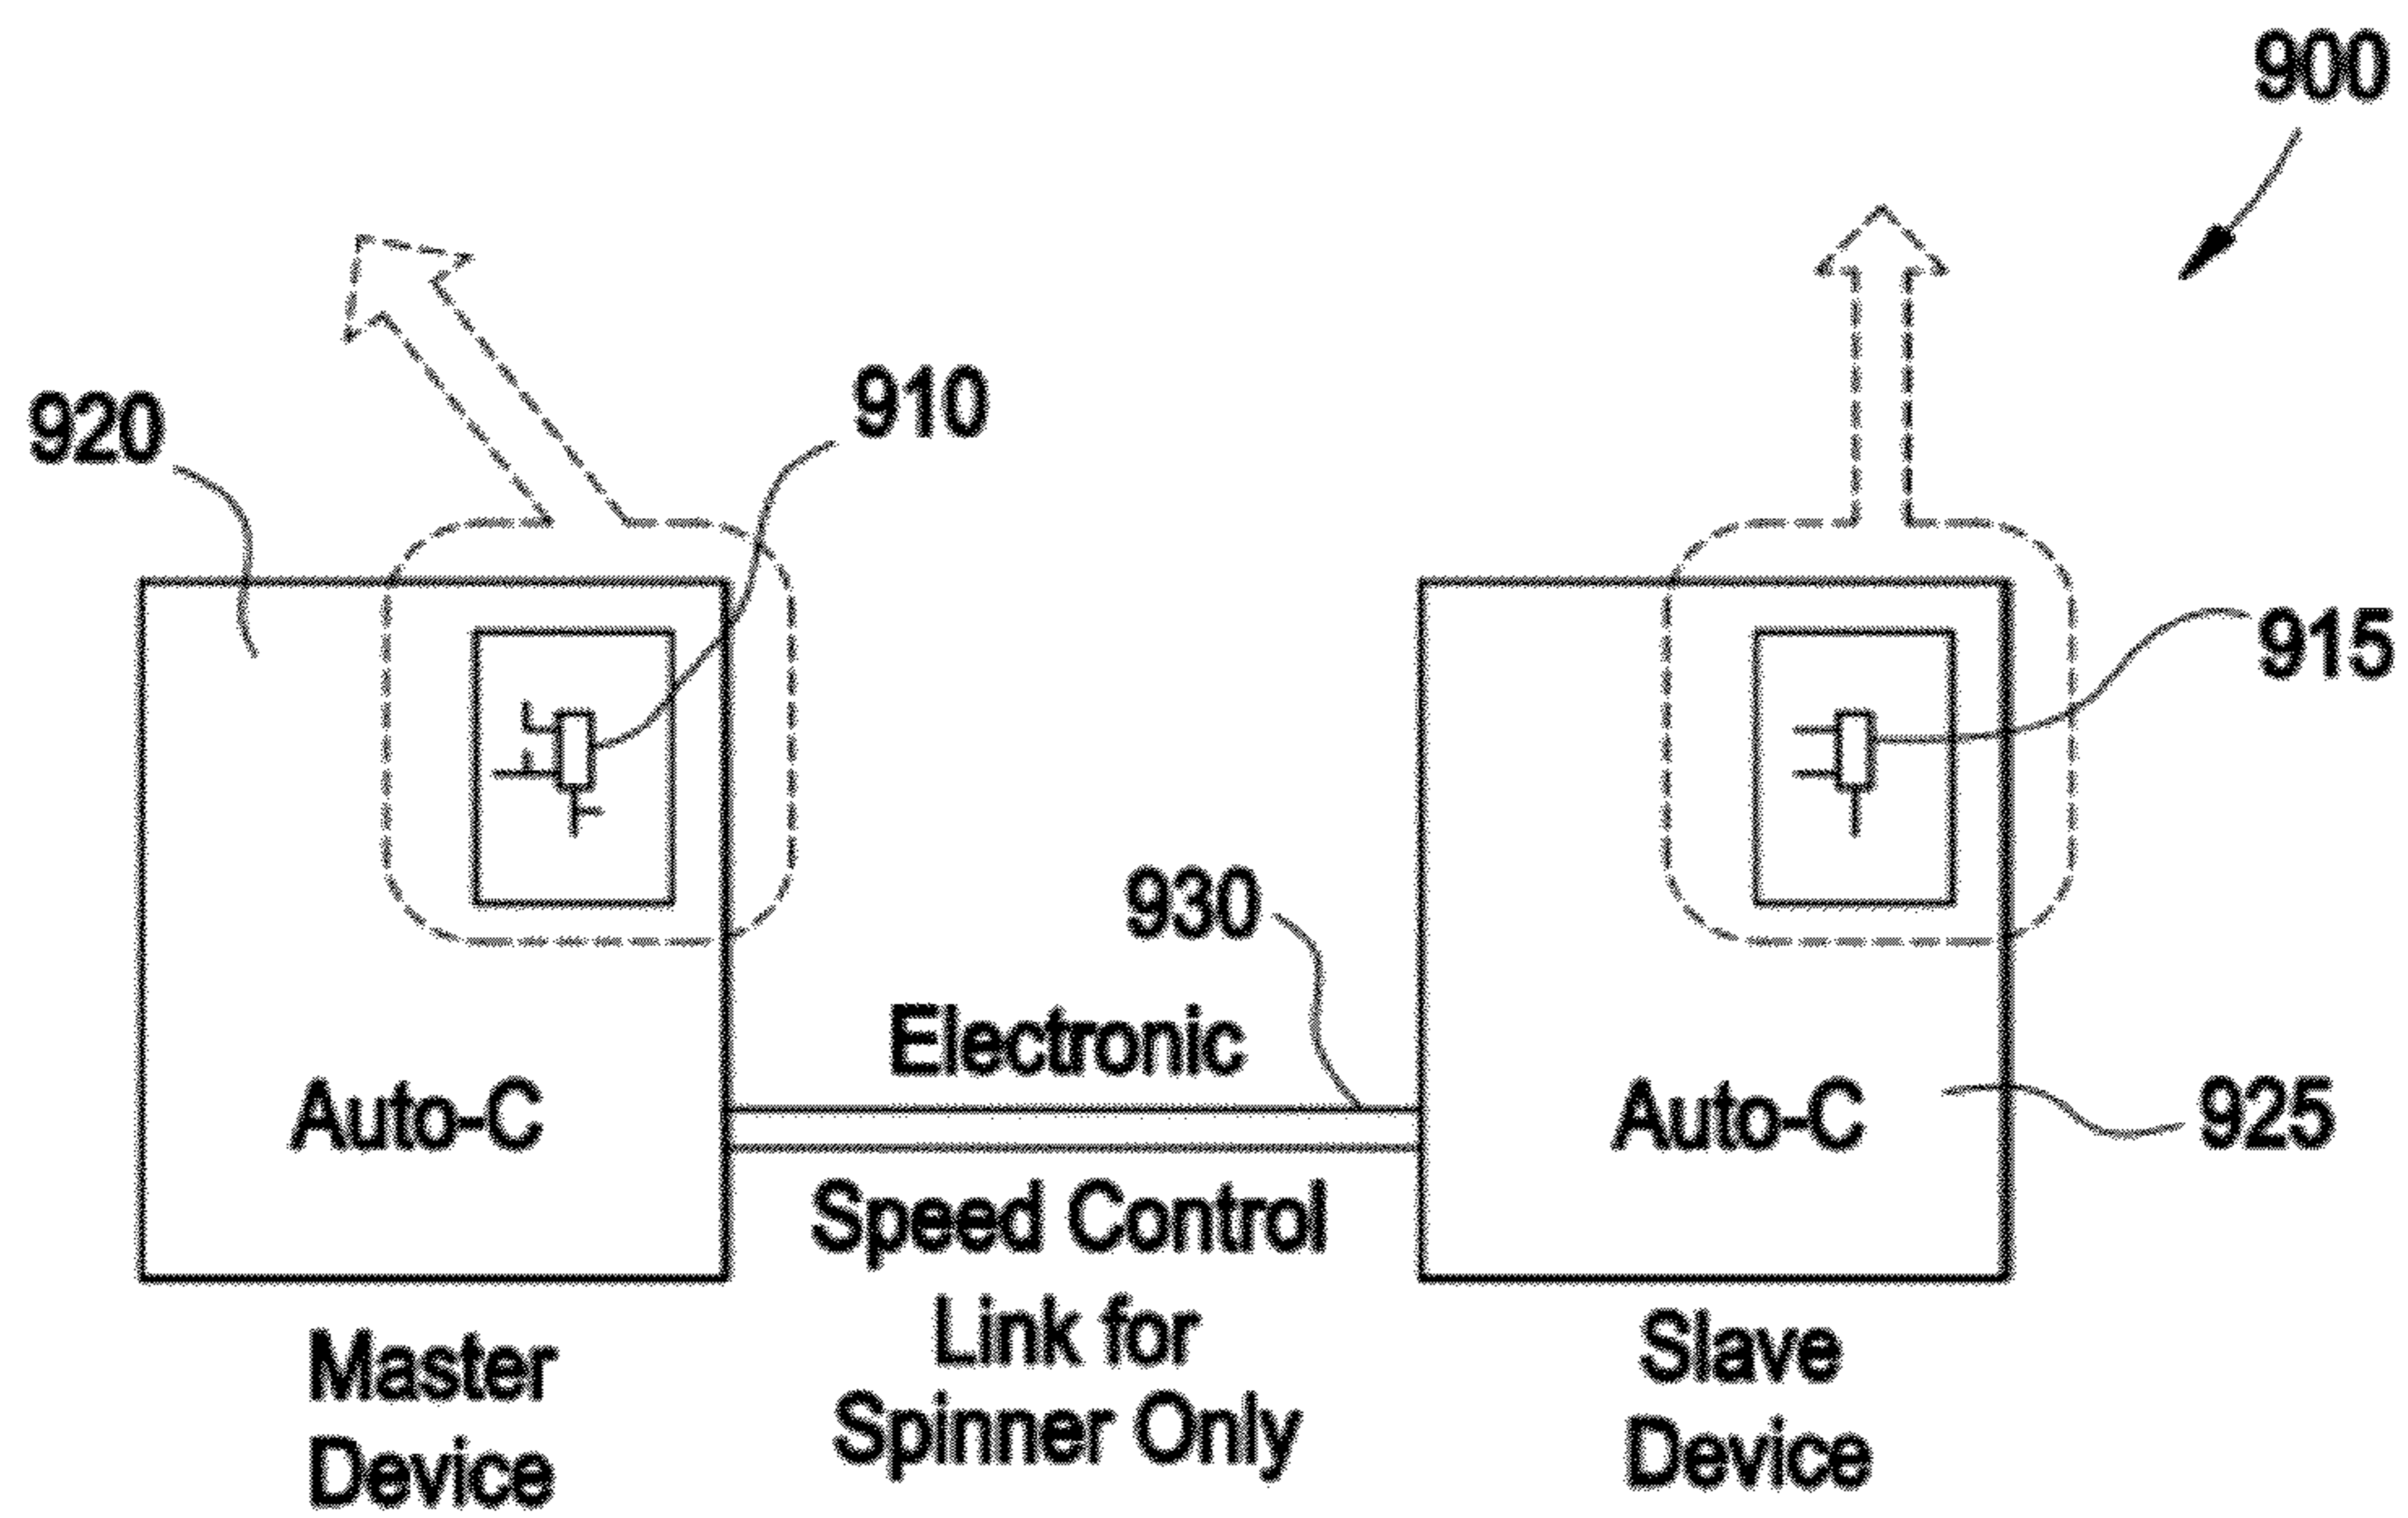 900
920
910
915
930
Electronic
Auto-C
Auto-C
925
Speed Control
Link for
Spinner Only
Master
Device
Slave
Device